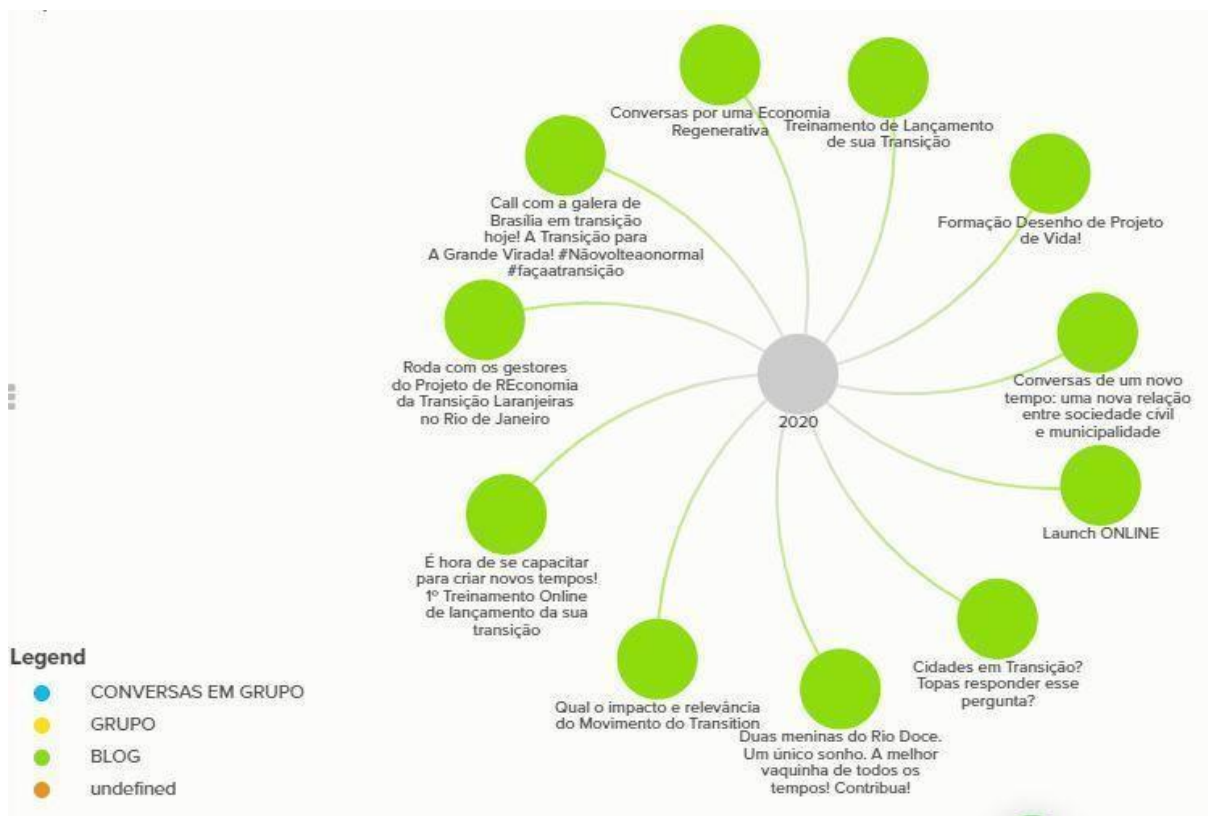 Conversas por uma Economia
Regenerativa
Treinamento de Lançamento
de sua Transição
Formação Desenho de Projeto
de Vida!
Call com a galera de
Brasília em transição
hoje! A Transição para
A Grande Virada! #Nãovolteaonormal
#façaatransição
Roda com os gestores
do Projeto de REconomia
da Transição Laranjeiras
no Rio de Janeiro
Conversas de um novo
tempo: uma nova relação
entre sociedade civil
e municipalidade
2020
Launch ONLINE
É hora de se capacitar
para criar novos tempos!
1º Treinamento Online
de lançamento da sua
transição
Cidades em Transição?
Topas responder esse
pergunta?
Qual o impacto e relevância
do Movimento do Transition
Duas meninas do Rio Doce.
Um único sonho. A melhor
vaquinha de todos os
tempos! Contribua!
Legend
CONVERSAS EM GRUPO
GRUPO
BLOG
undefined